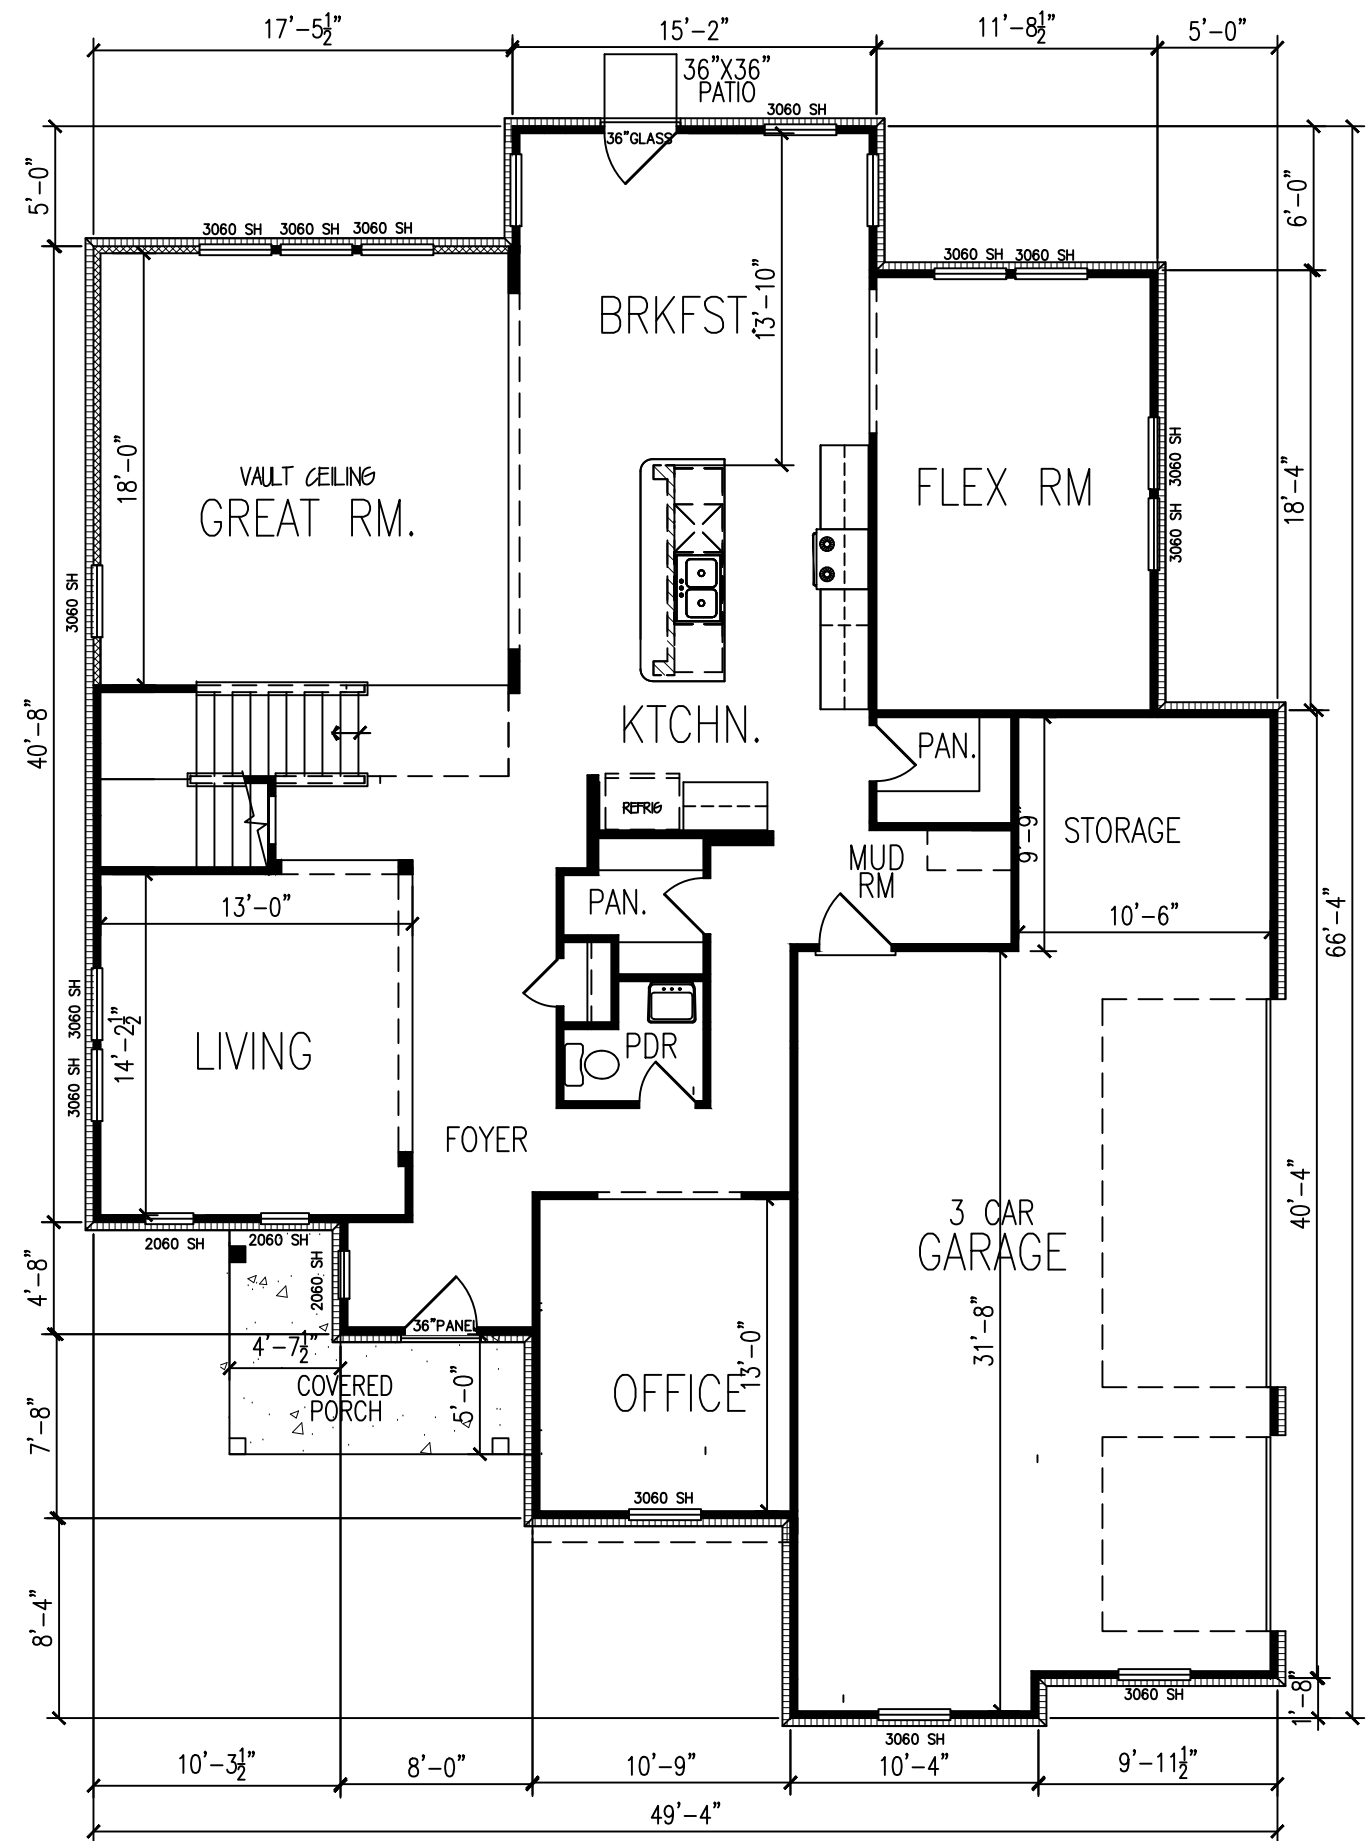 17'-5½"
15'-2"
11'-8½"
5'-0"
36"X36"
PATIO
3060 SH
36"GLASS
5'-0"
6'-0"
3060 SH
3060 SH
3060 SH
3060 SH
3060 SH
BRKFST.
13'-10"
18'-0"
VAULT CEILING
GREAT RM.
FLEX RM
3060 SH
3060 SH
18'-4"
3060 SH
40'-8"
KTCHN.
PAN.
REFRIG
STORAGE
9'-9"
MUD
RM
10'-6"
66'-4"
13'-0"
PAN.
3060 SH
3060 SH
14'-2½"
LIVING
PDR
FOYER
3 CAR
GARAGE
40'-4"
31'-8"
2060 SH
2060 SH
2060 SH
4'-8"
36"PANEL
4'-7½"
COVERED
PORCH
5'-0"
OFFICE
13'-0"
7'-8"
3060 SH
8'-4"
3060 SH
1'-8"
3060 SH
10'-3½"
8'-0"
10'-9"
10'-4"
9'-11½"
49'-4"